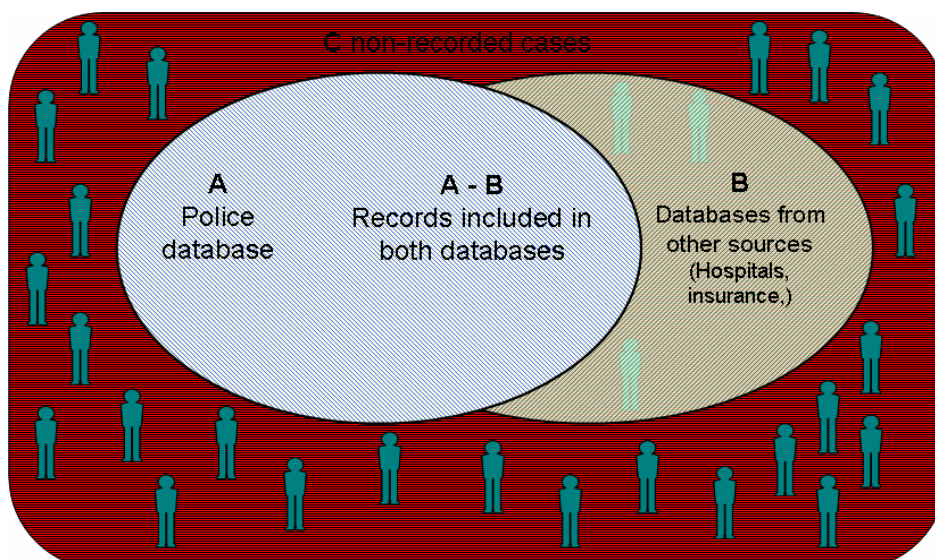 C non-recorded cases
A
Police
database
A - B
Records included in
both databases
B
Databases from
other sources
(Hospitals,
insurance,)